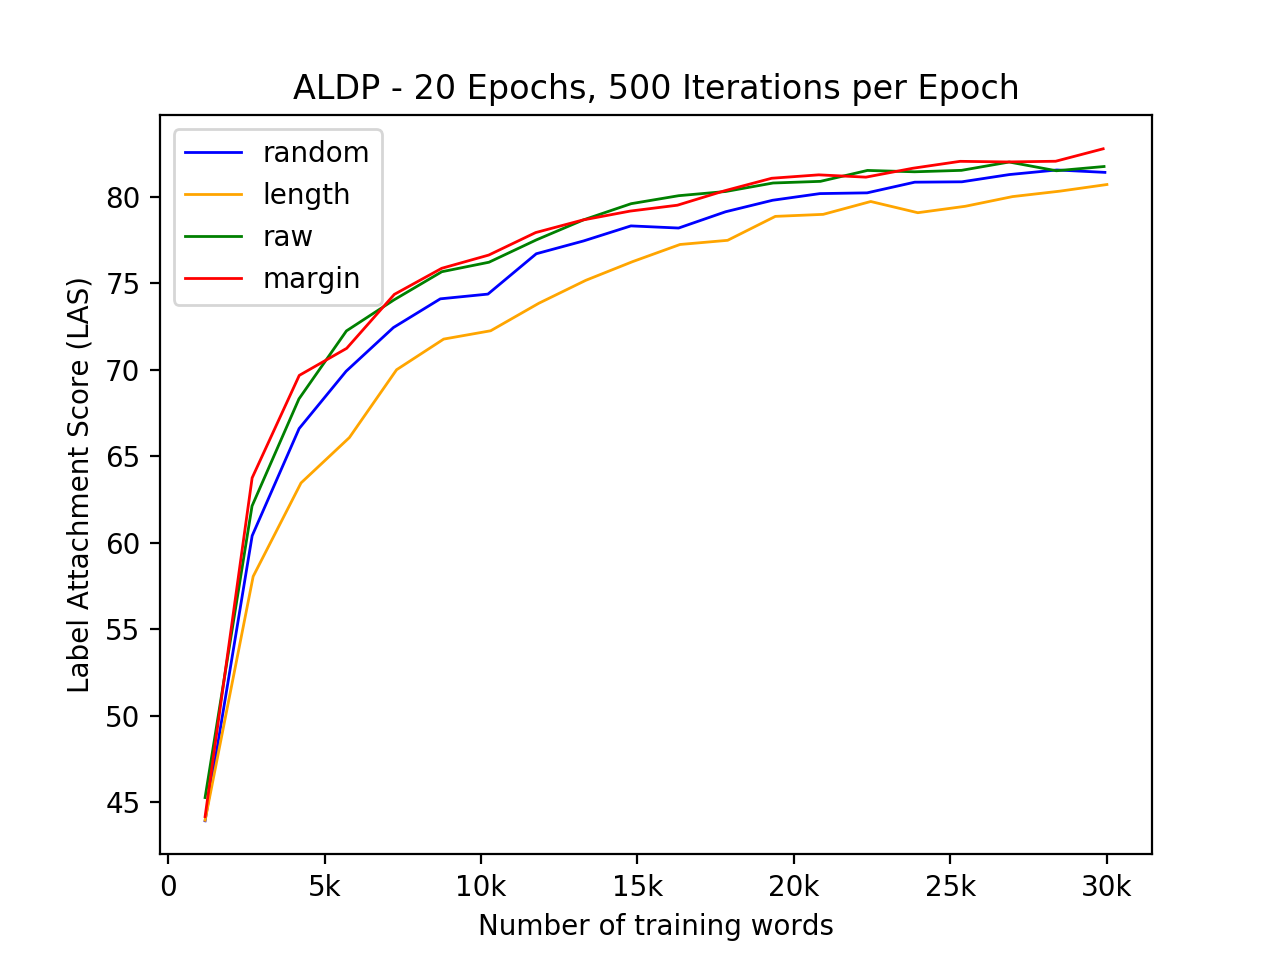 ALDP - 20 Epochs, 500 Iterations per Epoch
random
length
raw
margin
Label Attachment Score (LAS)
80
75
70
65
60
55
50
45
0 5k 10k 15k 20k 25k 30k
Number of training words